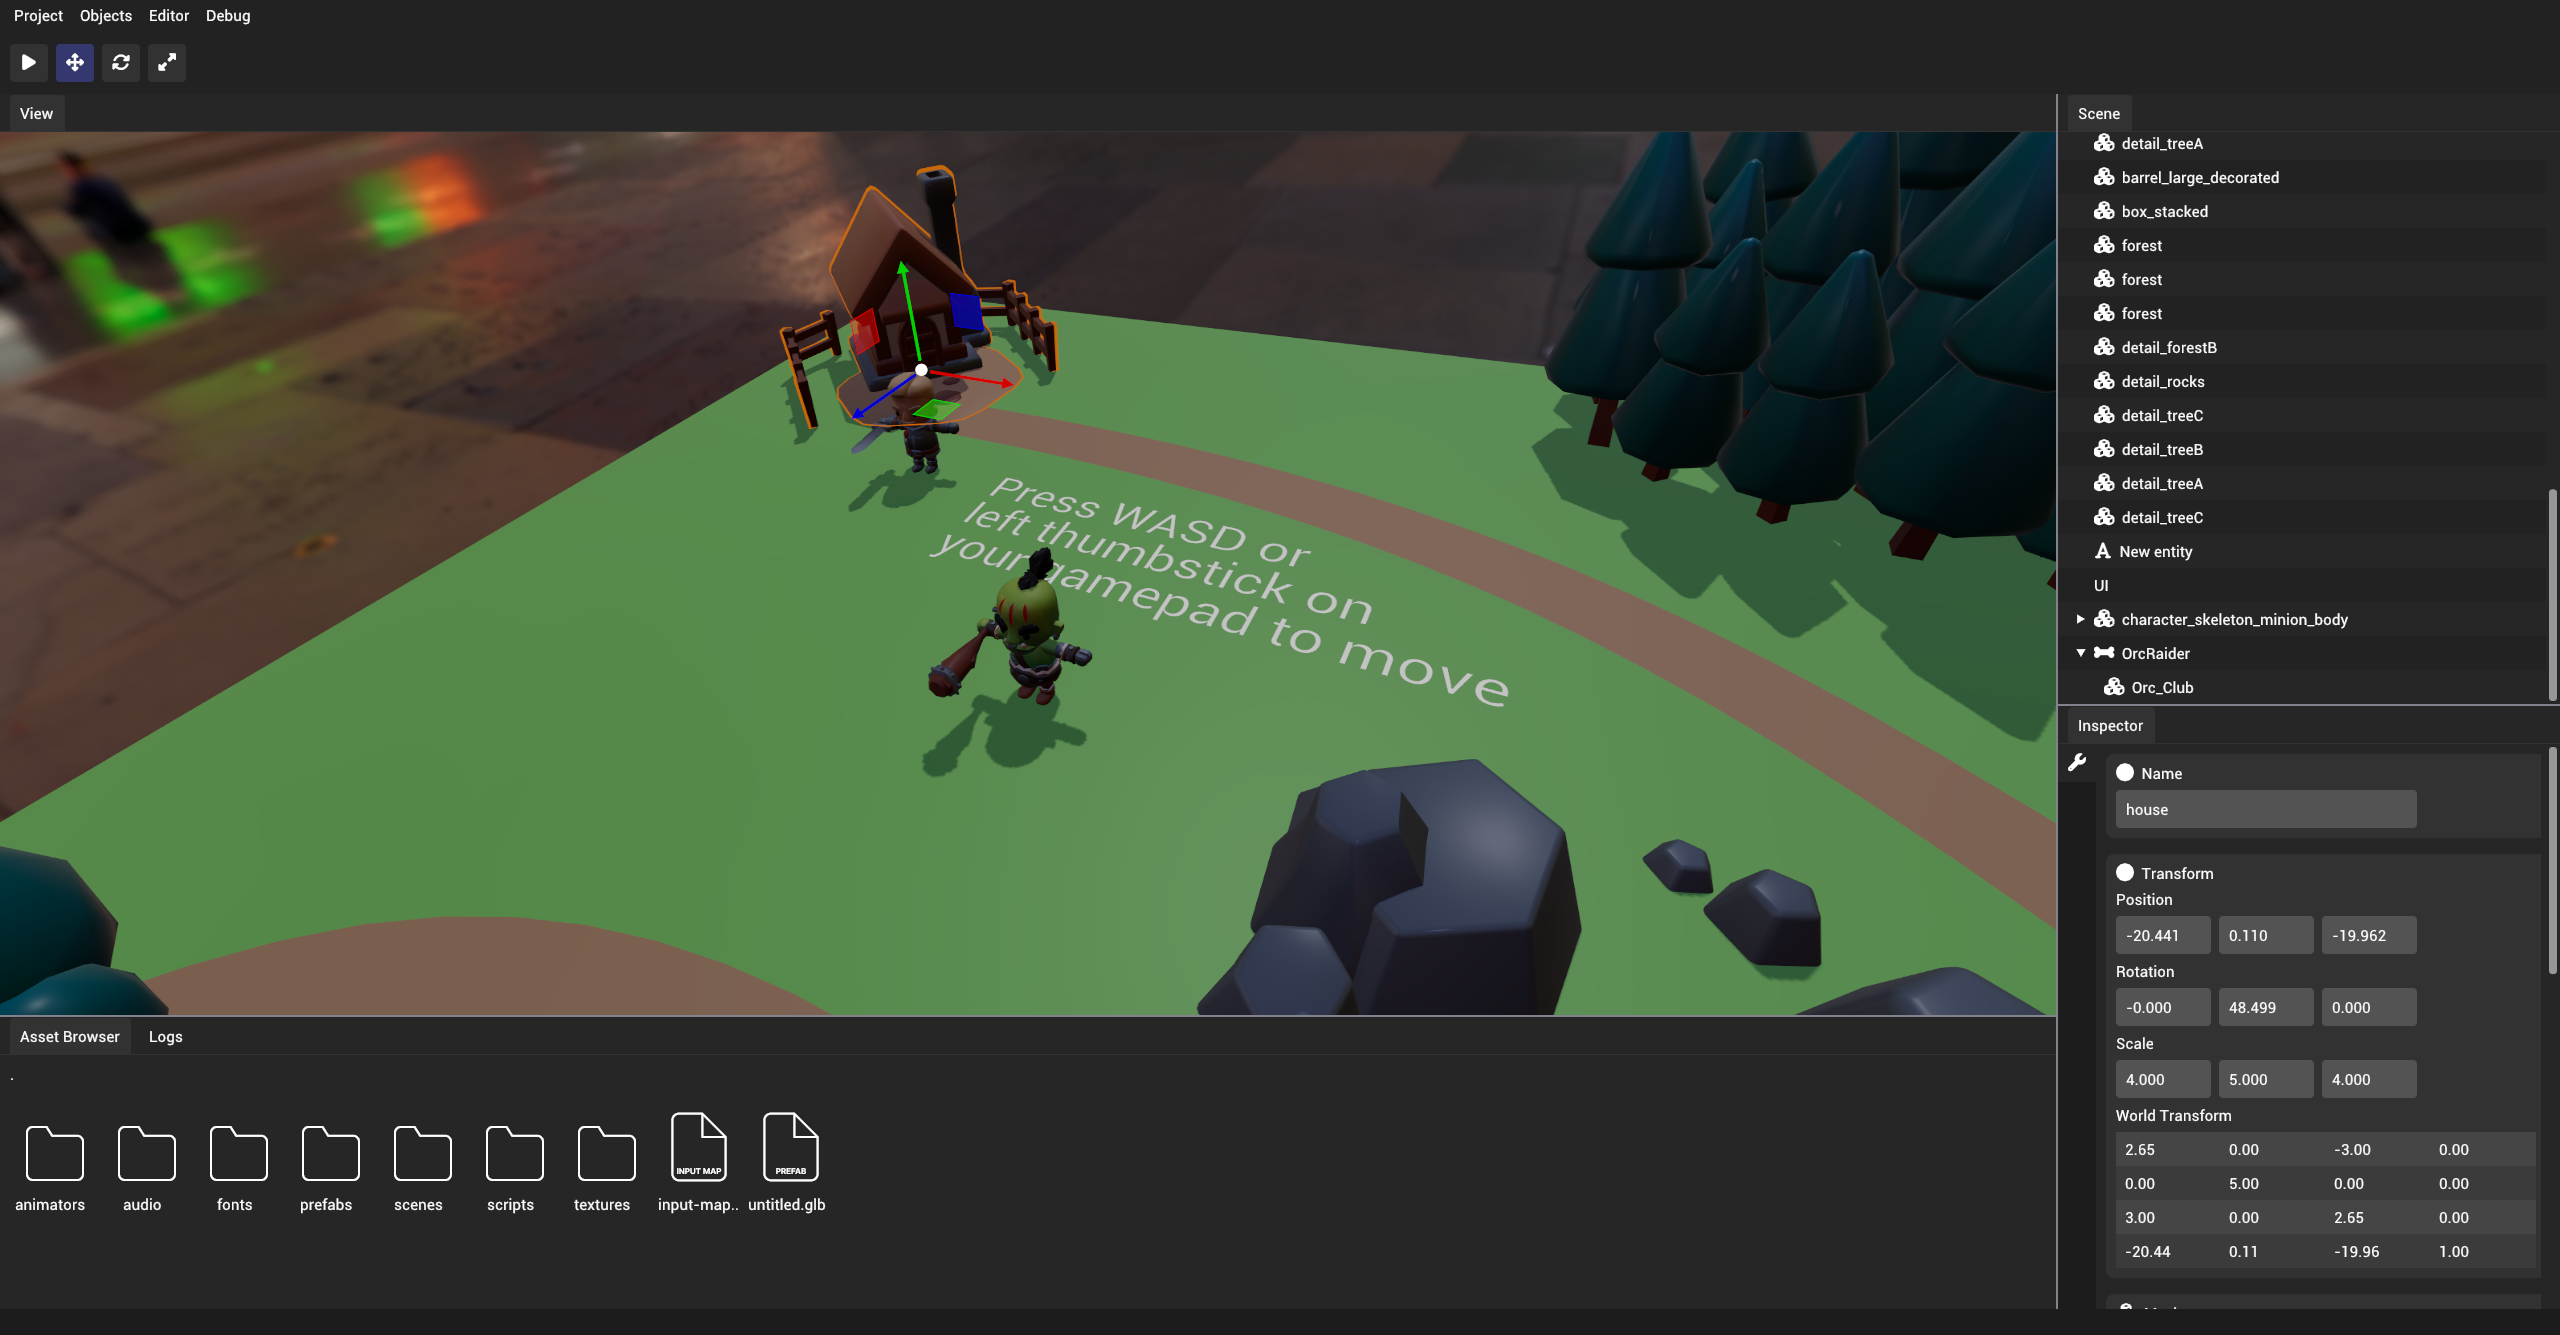 Project Objects Editor Debug
View
Press WASD or
left thumbstick on
your gamepad to move
Scene
detail_treeA
barrel_large_decorated
box_stacked
forest
forest
forest
detail_forestB
detail_rocks
detail_treeC
detail_treeB
detail_treeA
detail_treeC
New entity
UI
character_skeleton_minion_body
OrcRaider
Orc_Club
Inspector
Name
house
Transform
Position
-20.441 0.110 -19.962
Rotation
-0.000 48.499 0.000
Scale
4.000 5.000 4.000
World Transform
2.65 0.00 -3.00 0.00
0.00 5.00 0.00 0.00
3.00 0.00 2.65 0.00
-20.44 0.11 -19.96 1.00
Asset Browser Logs
.
INPUT MAP PREFAB
animators audio fonts prefabs scenes scripts textures input-map.. untitled.glb